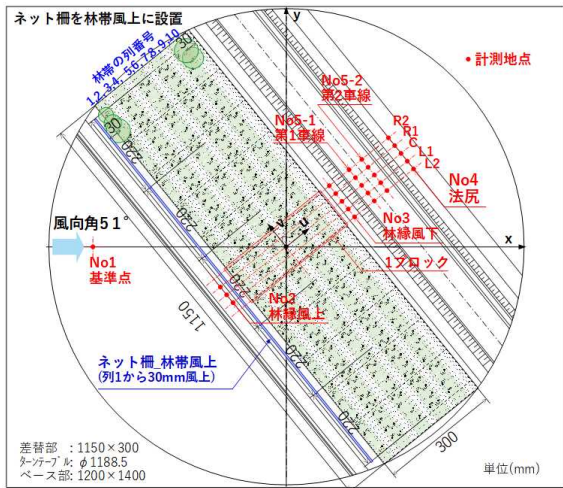 ネット柵を林帯風上に設置
y
林帯の列番号
1,2,3,4, 5,6,7,8,9,10
・計測地点
No5-2
第2車線
No5-1
第1車線
R2
R1
C
L1
L2
No4
法尻
220
220
風向角51°
v
u
No3
林縁風下
x
No1
基準点
1ブロック
220
No2
林縁風上
1150
ネット柵_林帯風上
(列1から30mm風上)
220
220
300
差替部 : 1150×300
ターンテーブル: φ1188.5
ベース部: 1200×1400
単位(mm)